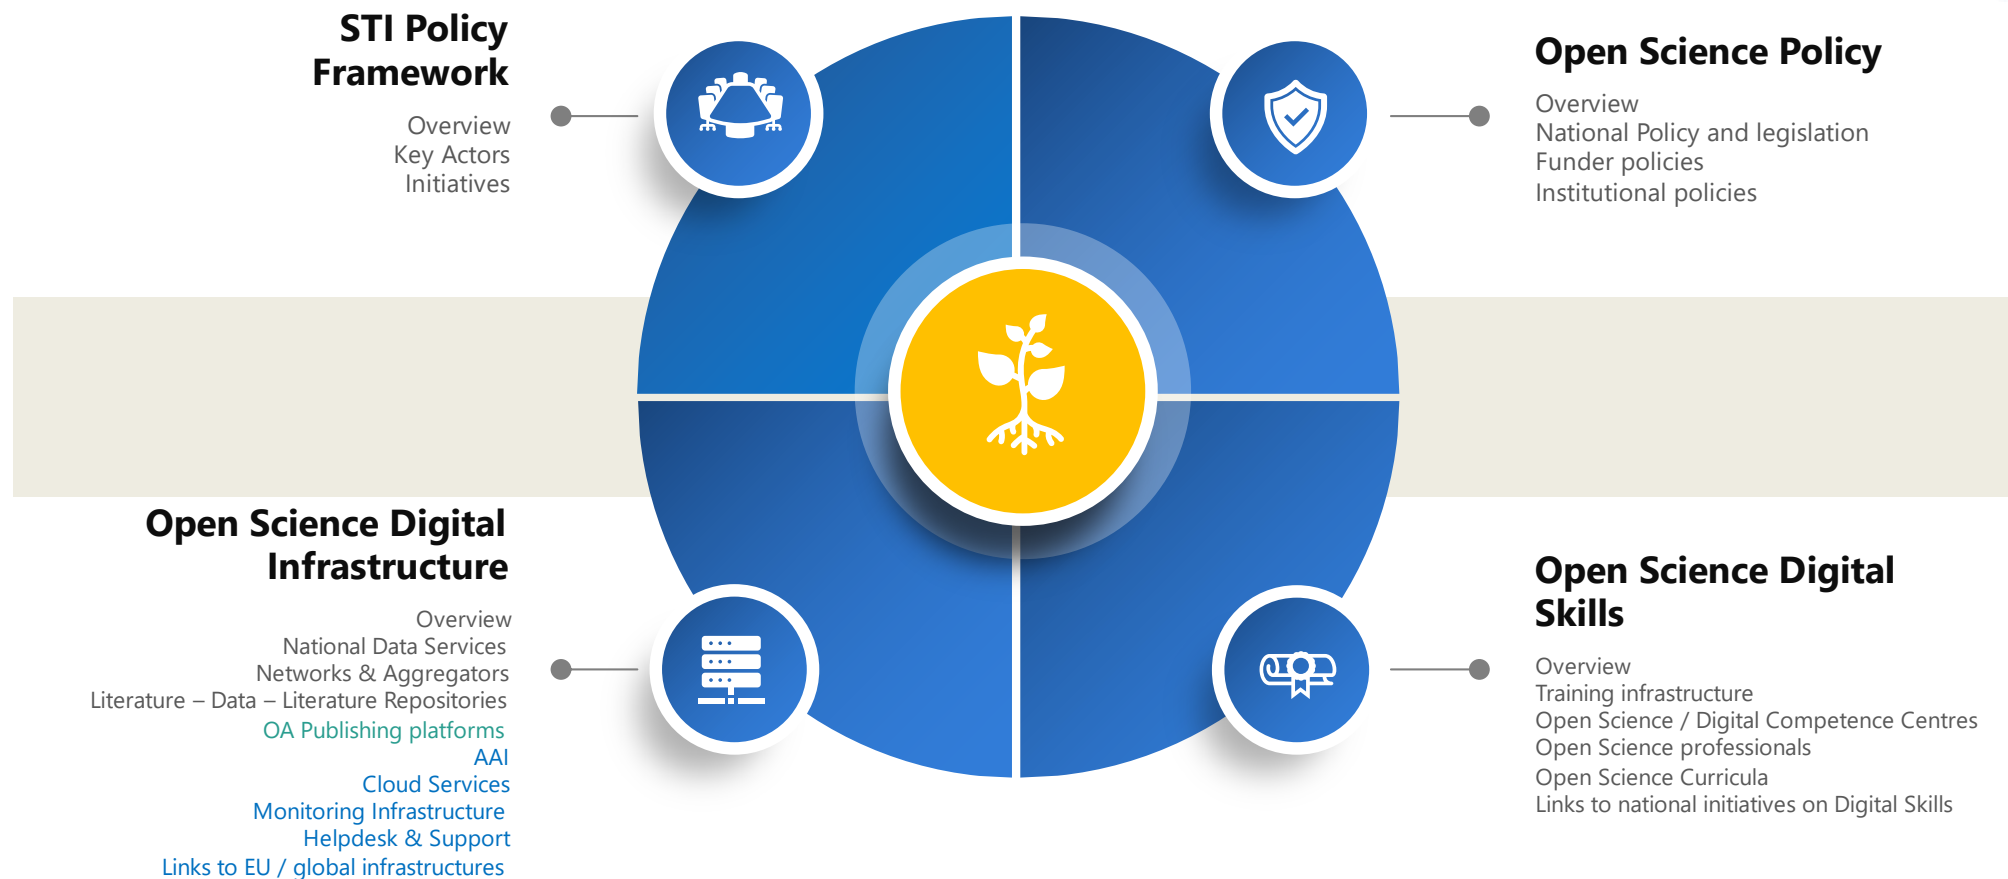 STI Policy
Framework
Overview
Key Actors
Initiatives
Open Science Policy
Overview
National Policy and legislation
Funder policies
Institutional policies
Open Science Digital
Infrastructure
Overview
National Data Services
Networks & Aggregators
Literature – Data – Literature Repositories
OA Publishing platforms
AAI
Cloud Services
Monitoring Infrastructure
Helpdesk & Support
Links to EU / global infrastructures
Open Science Digital
Skills
Overview
Training infrastructure
Open Science / Digital Competence Centres
Open Science professionals
Open Science Curricula
Links to national initiatives on Digital Skills